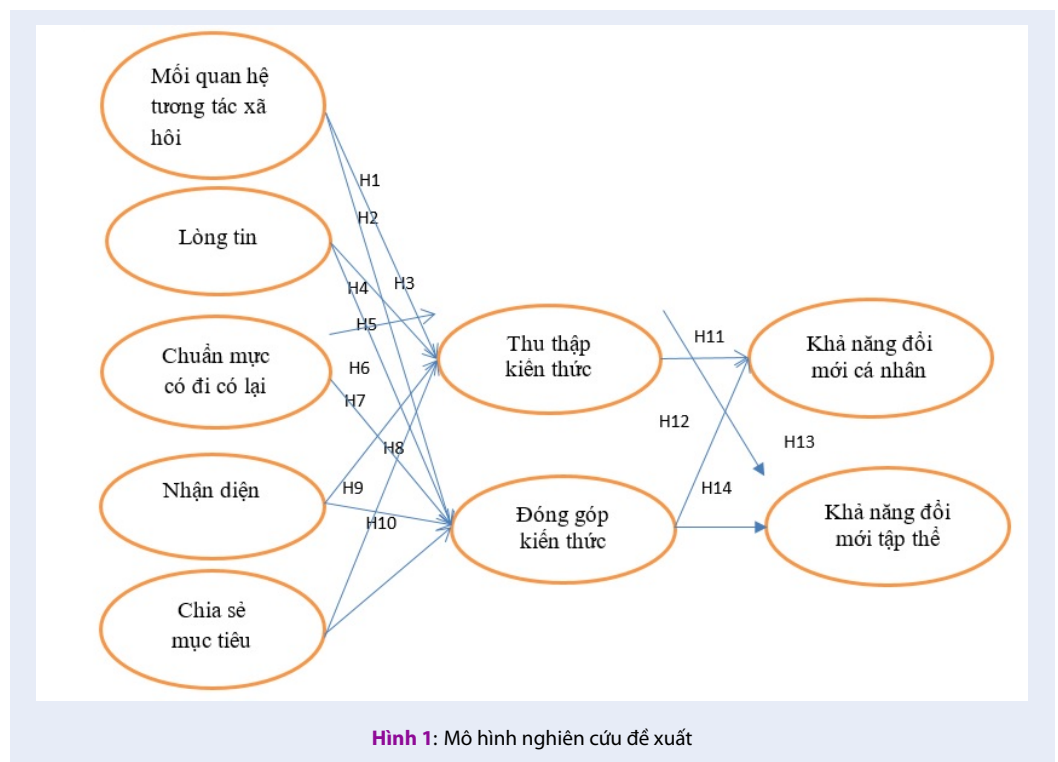 Mối quan hệ
tương tác xã
hôi
H1
H2
Lòng tin
H3
H4
H5
Chuẩn mực
có đi có lại
H6
H7
Thu thập
kiến thức
H11
Khả năng đổi
mới cá nhân
H12
H13
H8
Nhận diện
H9
H10
H14
Đóng góp
kiến thức
Khả năng đổi
mới tập thể
Chia sẻ
mục tiêu
Hình 1: Mô hình nghiên cứu đề xuất